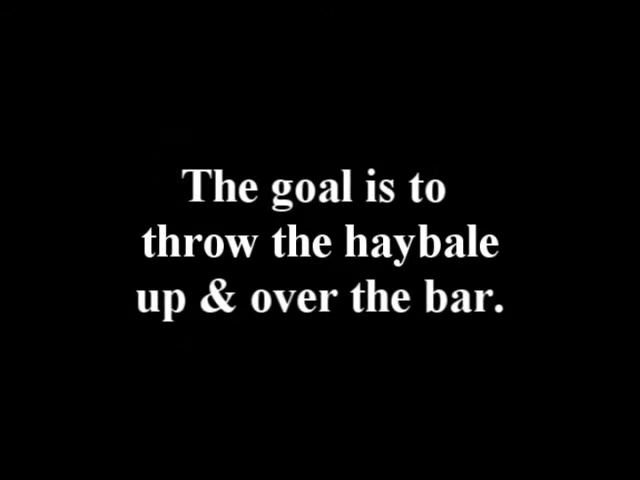 The goal is to
throw the haybale
up & over the bar.